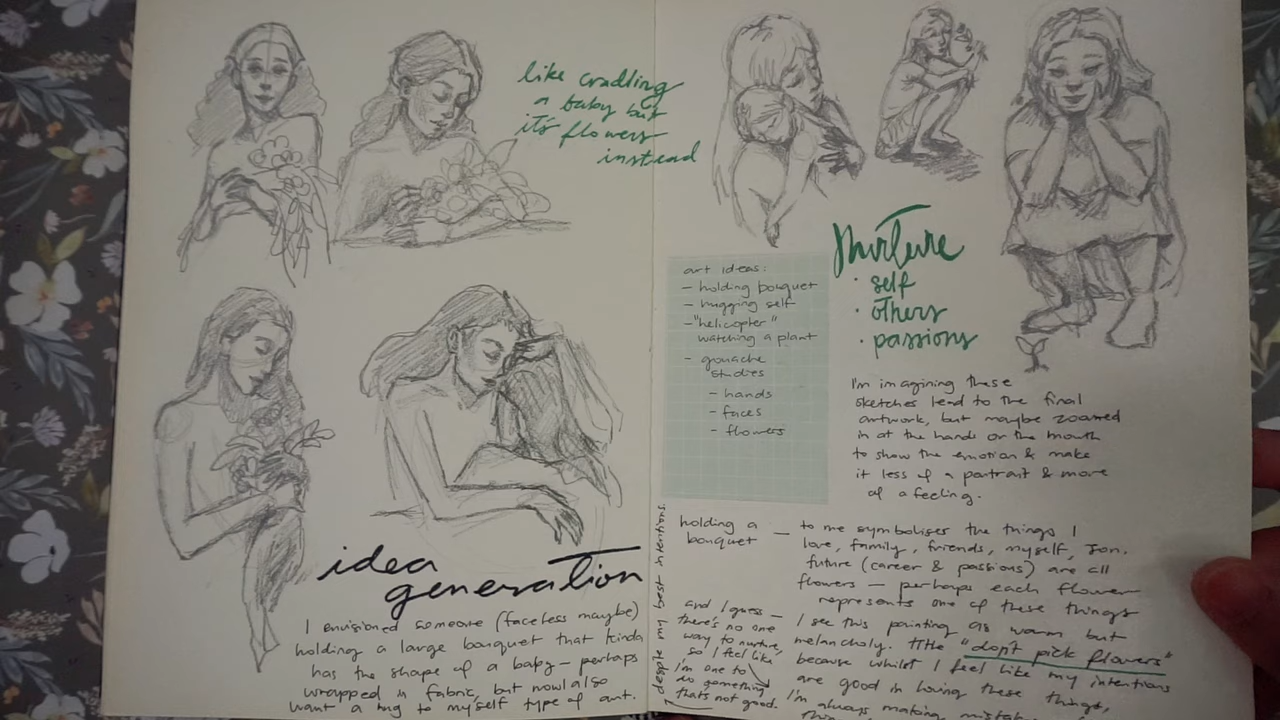 like cradling
a baby but
it's flowers
instead
idea
generation
I envisioned someone (faceless maybe)
holding a large bouquet that kinda
has the shape of a baby – perhaps
wrapped in fabric, but now I also
want a hug to myself type of art.
art ideas:
– holding bouquet
– hugging self
– "helicopter"
watching a plant
– gouache
studies
– hands
– faces
– flowers
Nurture
· self
· others
· passions
I'm imagining these
sketches lead to the final
artwork, but maybe zoomed
in at the hands or the mouth
to show the emotion & make
it less of a portrait & more
of a feeling.
holding a
bouquet
– to me symbolises the things I
love, family, friends, myself, Jon,
future (career & passions) are all
flowers – perhaps each flower
represents one of these things
I see this painting as warm but
melancholy. Title "don't pick flowers"
because whilst I feel like my intentions
are good in loving these things,
I'm always making
and I guess –
there's no one
way to nurture,
so I feel like
I'm one to
do something
thats not good.
despite my best intentions